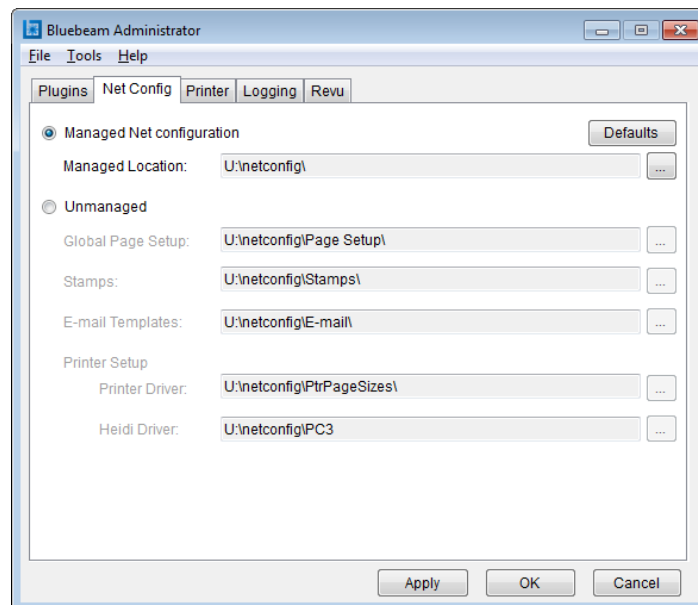 Bluebeam Administrator
File Tools Help
Plugins Net Config Printer Logging Revu
Managed Net configuration Defaults
Managed Location: U:\netconfig\ ...
Unmanaged
Global Page Setup: U:\netconfig\Page Setup\ ...
Stamps: U:\netconfig\Stamps\ ...
E-mail Templates: U:\netconfig\E-mail\ ...
Printer Setup
Printer Driver: U:\netconfig\PtrPageSizes\ ...
Heidi Driver: U:\netconfig\PC3 ...
Apply OK Cancel